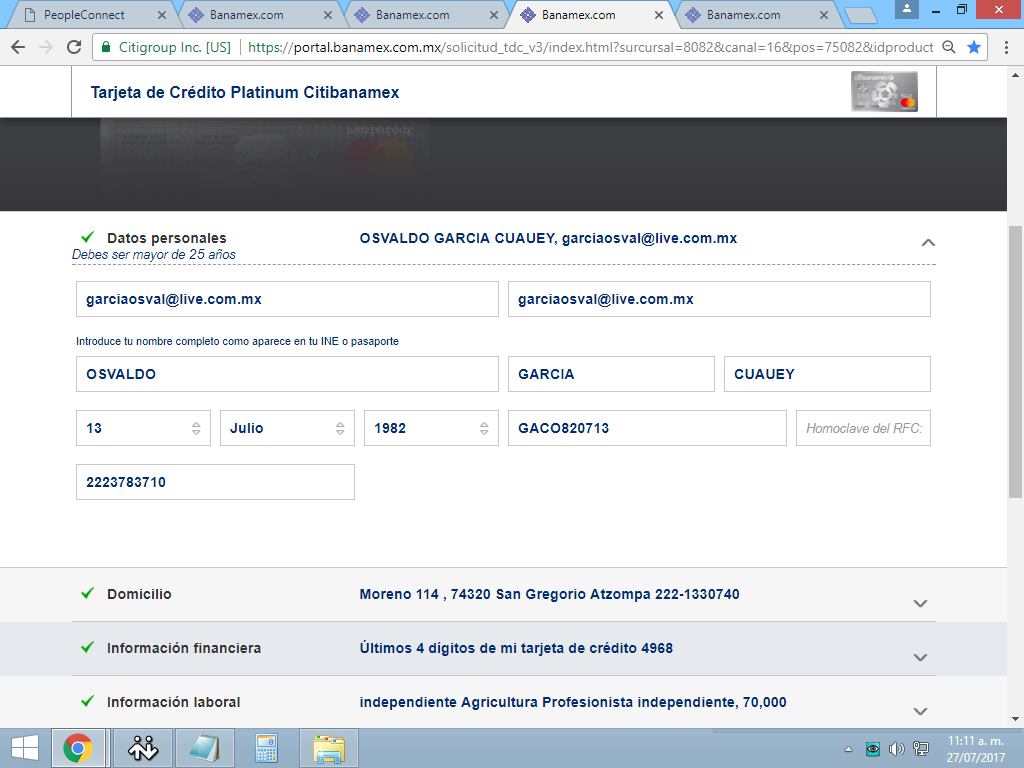 PeopleConnect
Banamex.com
Banamex.com
Banamex.com
Banamex.com
Citigroup Inc. [US]
https://portal.banamex.com.mx/solicitud_tdc_v3/index.html?surcursal=8082&canal=16&pos=75082&idproduct
Tarjeta de Crédito Platinum Citibanamex
Datos personales
OSVALDO GARCIA CUAUEY, garciaosval@live.com.mx
Debes ser mayor de 25 años
garciaosval@live.com.mx
garciaosval@live.com.mx
Introduce tu nombre completo como aparece en tu INE o pasaporte
OSVALDO
GARCIA
CUAUEY
13
Julio
1982
GACO820713
Homoclave del RFC:
2223783710
Domicilio
Moreno 114 , 74320 San Gregorio Atzompa 222-1330740
Información financiera
Últimos 4 dígitos de mi tarjeta de crédito 4968
Información laboral
independiente Agricultura Profesionista independiente, 70,000
11:11 a. m.
27/07/2017